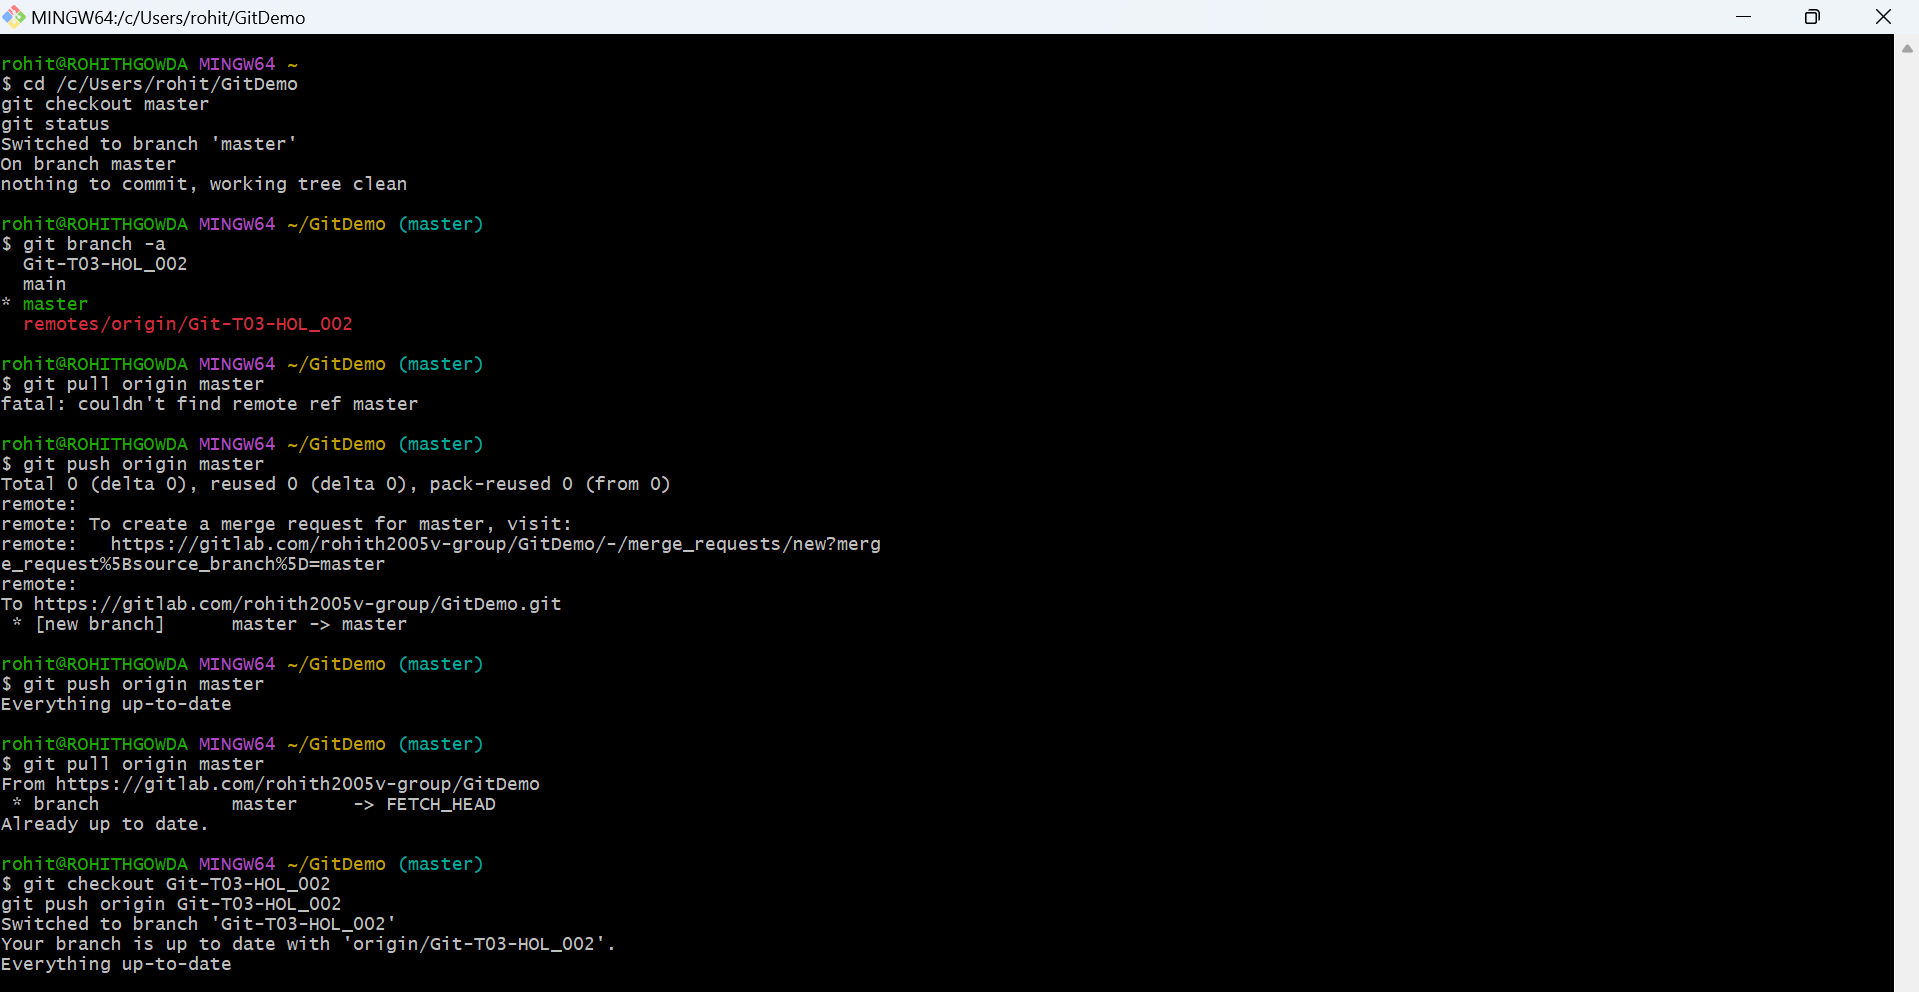 MINGW64:/c/Users/rohit/GitDemo
rohit@ROHITHGOWDA MINGW64 ~
$ cd /c/Users/rohit/GitDemo
git checkout master
git status
Switched to branch 'master'
On branch master
nothing to commit, working tree clean
rohit@ROHITHGOWDA MINGW64 ~/GitDemo (master)
$ git branch -a
  Git-T03-HOL_002
  main
* master
  remotes/origin/Git-T03-HOL_002
rohit@ROHITHGOWDA MINGW64 ~/GitDemo (master)
$ git pull origin master
fatal: couldn't find remote ref master
rohit@ROHITHGOWDA MINGW64 ~/GitDemo (master)
$ git push origin master
Total 0 (delta 0), reused 0 (delta 0), pack-reused 0 (from 0)
remote:
remote: To create a merge request for master, visit:
remote:   https://gitlab.com/rohith2005v-group/GitDemo/-/merge_requests/new?merg
e_request%5Bsource_branch%5D=master
remote:
To https://gitlab.com/rohith2005v-group/GitDemo.git
 * [new branch]      master -> master
rohit@ROHITHGOWDA MINGW64 ~/GitDemo (master)
$ git push origin master
Everything up-to-date
rohit@ROHITHGOWDA MINGW64 ~/GitDemo (master)
$ git pull origin master
From https://gitlab.com/rohith2005v-group/GitDemo
 * branch            master     -> FETCH_HEAD
Already up to date.
rohit@ROHITHGOWDA MINGW64 ~/GitDemo (master)
$ git checkout Git-T03-HOL_002
git push origin Git-T03-HOL_002
Switched to branch 'Git-T03-HOL_002'
Your branch is up to date with 'origin/Git-T03-HOL_002'.
Everything up-to-date